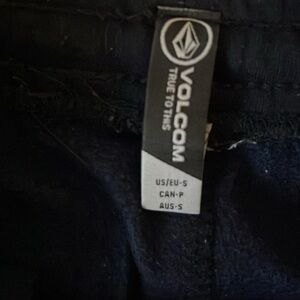 VOLCOM
TRUE TO THIS
US/EU-S
CAN-P
AUS-S